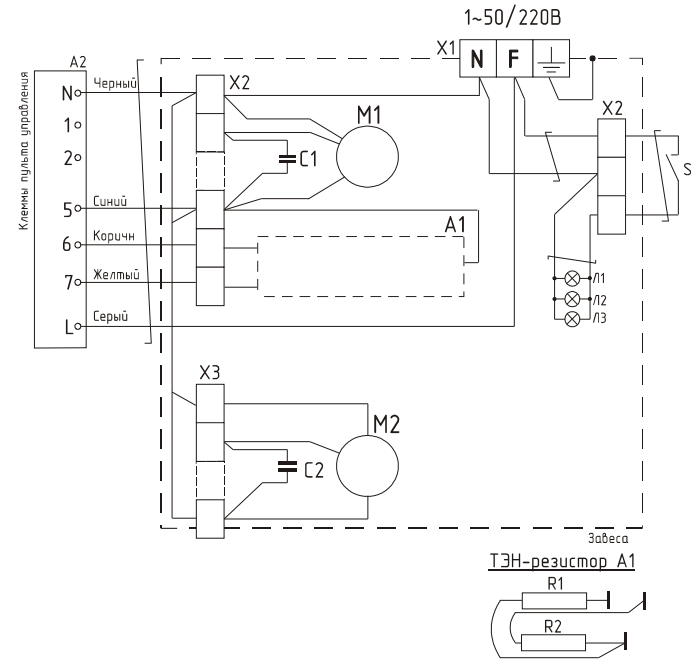 1~50/220В
X1
N
F
A2
Клеммы пульта управления
N
Черный
1
2
5
Синий
6
Коричн
7
Желтый
L
Серый
X2
M1
C1
A1
X2
S
Л1
Л2
Л3
X3
M2
C2
Завеса
ТЭН-резистор А1
R1
R2